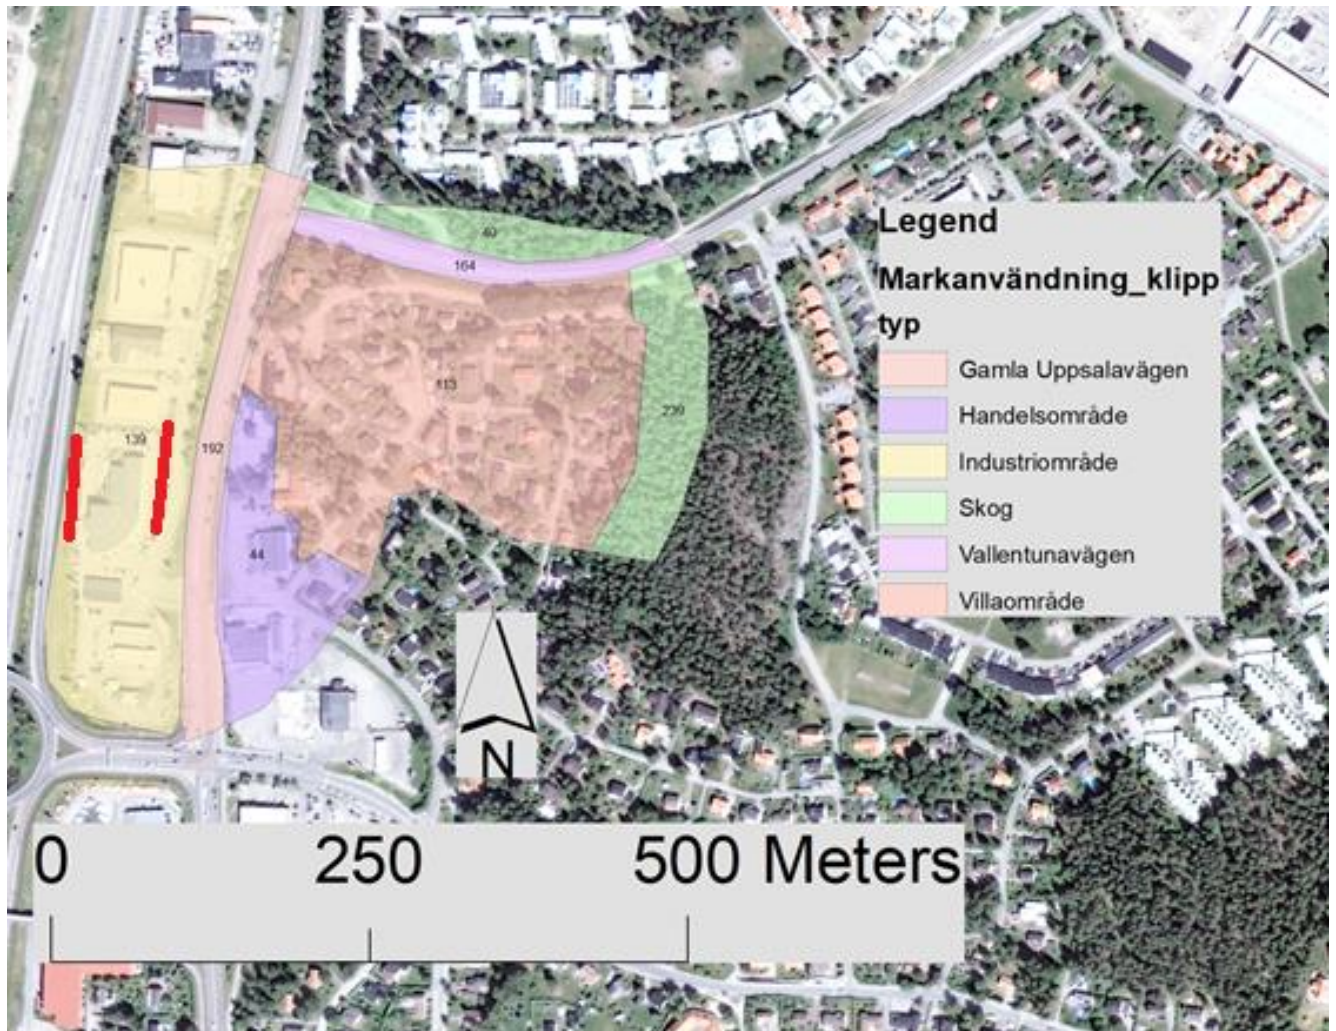 40
164
113
239
139
192
44
Legend
Markanvändning_klipp
typ
Gamla Uppsalavägen
Handelsområde
Industriområde
Skog
Vallentunavägen
Villaområde
N
0 250 500 Meters